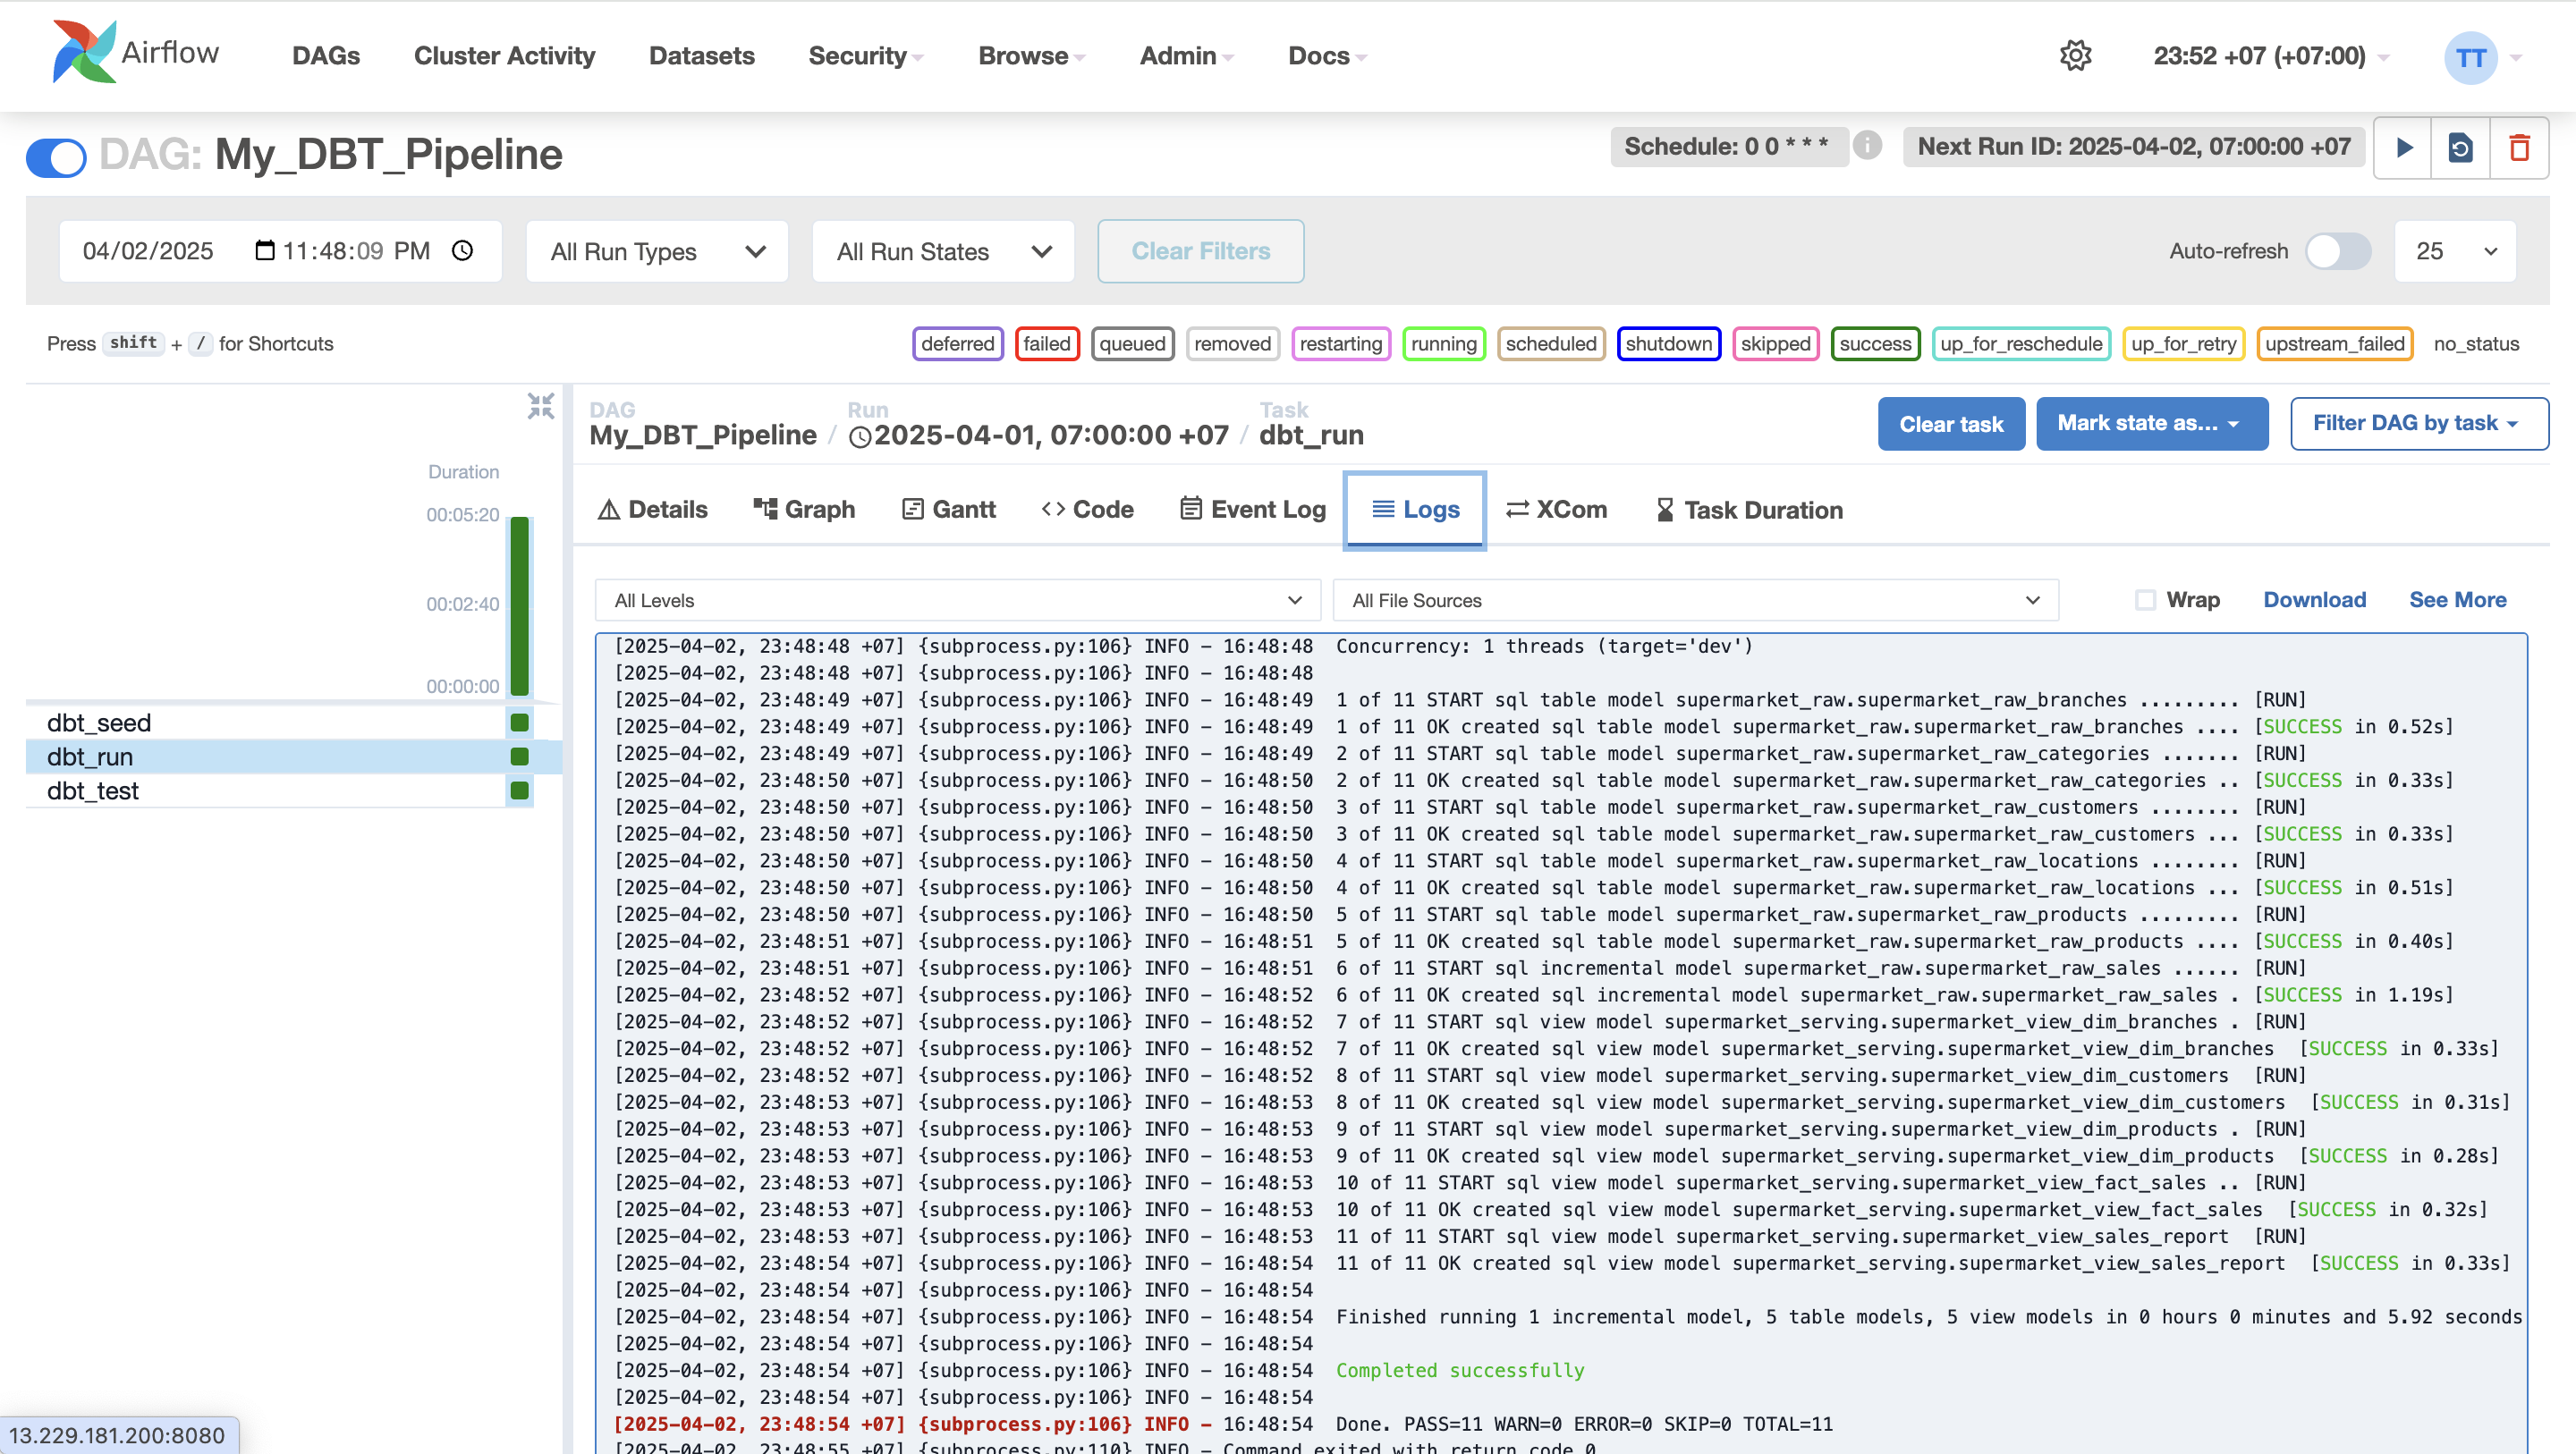 Airflow
DAGs Cluster Activity Datasets Security Browse Admin Docs 23:52 +07 (+07:00) TT
DAG: My_DBT_Pipeline
Schedule: 0 0 * * * Next Run ID: 2025-04-02, 07:00:00 +07
04/02/2025 11:48:09 PM All Run Types All Run States Clear Filters Auto-refresh 25
Press shift + / for Shortcuts
deferred failed queued removed restarting running scheduled shutdown skipped success up_for_reschedule up_for_retry upstream_failed no_status
DAG Run Task
My_DBT_Pipeline / 2025-04-01, 07:00:00 +07 / dbt_run
Clear task Mark state as... Filter DAG by task
Duration
00:05:20
00:02:40
00:00:00
dbt_seed
dbt_run
dbt_test
Details Graph Gantt Code Event Log Logs XCom Task Duration
All Levels All File Sources Wrap Download See More
[2025-04-02, 23:48:48 +07] {subprocess.py:106} INFO - 16:48:48  Concurrency: 1 threads (target='dev')
[2025-04-02, 23:48:48 +07] {subprocess.py:106} INFO - 16:48:48
[2025-04-02, 23:48:49 +07] {subprocess.py:106} INFO - 16:48:49  1 of 11 START sql table model supermarket_raw.supermarket_raw_branches ......... [RUN]
[2025-04-02, 23:48:49 +07] {subprocess.py:106} INFO - 16:48:49  1 of 11 OK created sql table model supermarket_raw.supermarket_raw_branches .... [SUCCESS in 0.52s]
[2025-04-02, 23:48:49 +07] {subprocess.py:106} INFO - 16:48:49  2 of 11 START sql table model supermarket_raw.supermarket_raw_categories ....... [RUN]
[2025-04-02, 23:48:50 +07] {subprocess.py:106} INFO - 16:48:50  2 of 11 OK created sql table model supermarket_raw.supermarket_raw_categories .. [SUCCESS in 0.33s]
[2025-04-02, 23:48:50 +07] {subprocess.py:106} INFO - 16:48:50  3 of 11 START sql table model supermarket_raw.supermarket_raw_customers ........ [RUN]
[2025-04-02, 23:48:50 +07] {subprocess.py:106} INFO - 16:48:50  3 of 11 OK created sql table model supermarket_raw.supermarket_raw_customers ... [SUCCESS in 0.33s]
[2025-04-02, 23:48:50 +07] {subprocess.py:106} INFO - 16:48:50  4 of 11 START sql table model supermarket_raw.supermarket_raw_locations ........ [RUN]
[2025-04-02, 23:48:50 +07] {subprocess.py:106} INFO - 16:48:50  4 of 11 OK created sql table model supermarket_raw.supermarket_raw_locations ... [SUCCESS in 0.51s]
[2025-04-02, 23:48:50 +07] {subprocess.py:106} INFO - 16:48:50  5 of 11 START sql table model supermarket_raw.supermarket_raw_products ......... [RUN]
[2025-04-02, 23:48:51 +07] {subprocess.py:106} INFO - 16:48:51  5 of 11 OK created sql table model supermarket_raw.supermarket_raw_products .... [SUCCESS in 0.40s]
[2025-04-02, 23:48:51 +07] {subprocess.py:106} INFO - 16:48:51  6 of 11 START sql incremental model supermarket_raw.supermarket_raw_sales ...... [RUN]
[2025-04-02, 23:48:52 +07] {subprocess.py:106} INFO - 16:48:52  6 of 11 OK created sql incremental model supermarket_raw.supermarket_raw_sales . [SUCCESS in 1.19s]
[2025-04-02, 23:48:52 +07] {subprocess.py:106} INFO - 16:48:52  7 of 11 START sql view model supermarket_serving.supermarket_view_dim_branches . [RUN]
[2025-04-02, 23:48:52 +07] {subprocess.py:106} INFO - 16:48:52  7 of 11 OK created sql view model supermarket_serving.supermarket_view_dim_branches  [SUCCESS in 0.33s]
[2025-04-02, 23:48:52 +07] {subprocess.py:106} INFO - 16:48:52  8 of 11 START sql view model supermarket_serving.supermarket_view_dim_customers  [RUN]
[2025-04-02, 23:48:53 +07] {subprocess.py:106} INFO - 16:48:53  8 of 11 OK created sql view model supermarket_serving.supermarket_view_dim_customers  [SUCCESS in 0.31s]
[2025-04-02, 23:48:53 +07] {subprocess.py:106} INFO - 16:48:53  9 of 11 START sql view model supermarket_serving.supermarket_view_dim_products . [RUN]
[2025-04-02, 23:48:53 +07] {subprocess.py:106} INFO - 16:48:53  9 of 11 OK created sql view model supermarket_serving.supermarket_view_dim_products  [SUCCESS in 0.28s]
[2025-04-02, 23:48:53 +07] {subprocess.py:106} INFO - 16:48:53  10 of 11 START sql view model supermarket_serving.supermarket_view_fact_sales .. [RUN]
[2025-04-02, 23:48:53 +07] {subprocess.py:106} INFO - 16:48:53  10 of 11 OK created sql view model supermarket_serving.supermarket_view_fact_sales  [SUCCESS in 0.32s]
[2025-04-02, 23:48:53 +07] {subprocess.py:106} INFO - 16:48:53  11 of 11 START sql view model supermarket_serving.supermarket_view_sales_report  [RUN]
[2025-04-02, 23:48:54 +07] {subprocess.py:106} INFO - 16:48:54  11 of 11 OK created sql view model supermarket_serving.supermarket_view_sales_report  [SUCCESS in 0.33s]
[2025-04-02, 23:48:54 +07] {subprocess.py:106} INFO - 16:48:54
[2025-04-02, 23:48:54 +07] {subprocess.py:106} INFO - 16:48:54  Finished running 1 incremental model, 5 table models, 5 view models in 0 hours 0 minutes and 5.92 seconds
[2025-04-02, 23:48:54 +07] {subprocess.py:106} INFO - 16:48:54
[2025-04-02, 23:48:54 +07] {subprocess.py:106} INFO - 16:48:54  Completed successfully
[2025-04-02, 23:48:54 +07] {subprocess.py:106} INFO - 16:48:54
[2025-04-02, 23:48:54 +07] {subprocess.py:106} INFO - 16:48:54  Done. PASS=11 WARN=0 ERROR=0 SKIP=0 TOTAL=11
[2025-04-02, 23:48:55 +07] {subprocess.py:110} INFO - Command exited with return code 0
13.229.181.200:8080